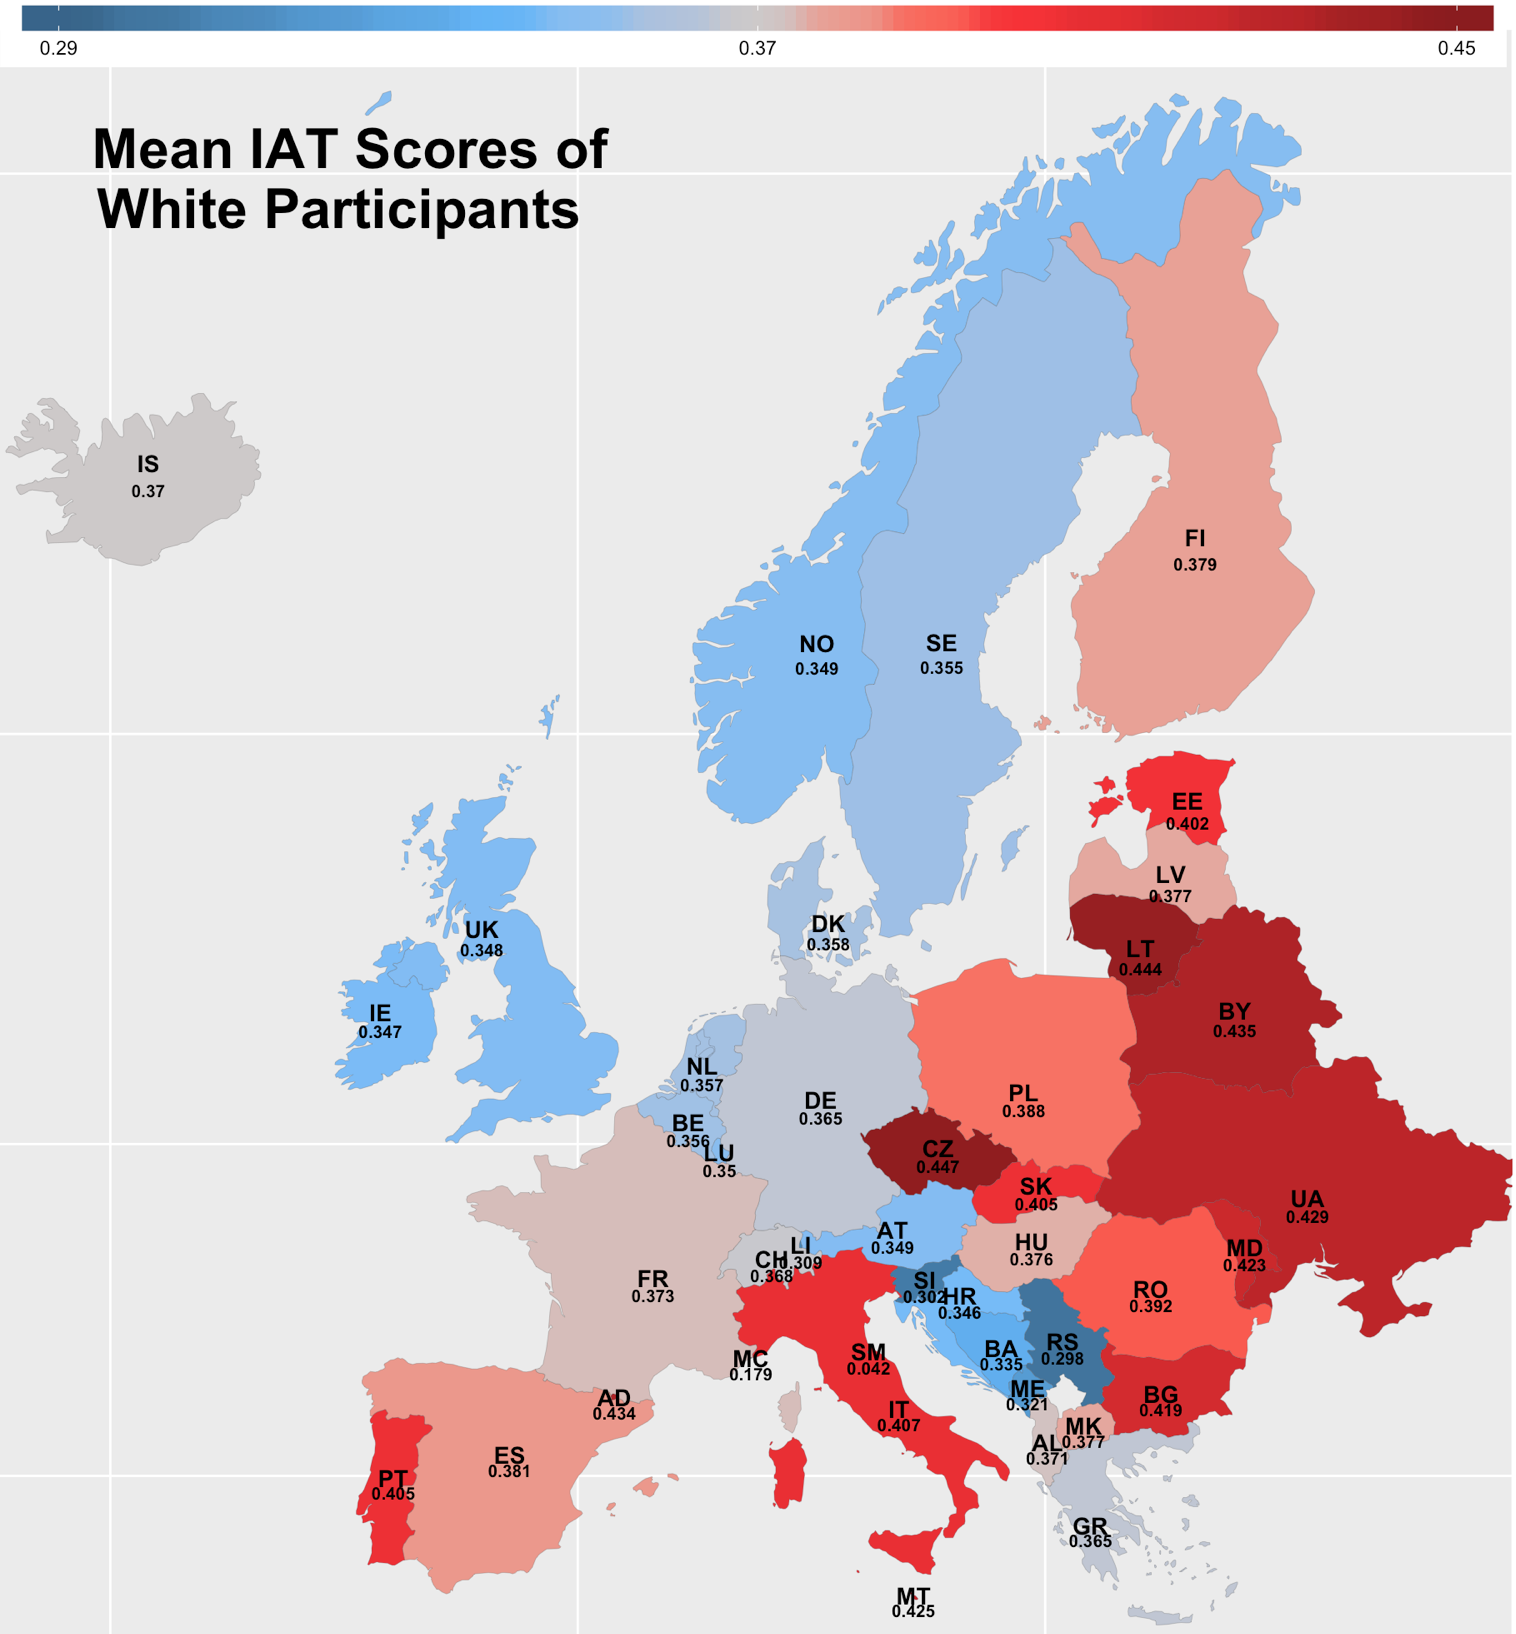 0.29 0.37 0.45
Mean IAT Scores of
White Participants
IS
0.37
FI
0.379
NO
0.349
SE
0.355
EE
0.402
LV
0.377
UK
0.348
DK
0.358
LT
0.444
IE
0.347
BY
0.435
NL
0.357
DE
0.365
PL
0.388
BE
0.356
LU
0.35
CZ
0.447
SK
0.405
UA
0.429
AT
0.349
LI
0.309
CH
0.368
HU
0.376
MD
0.423
FR
0.373
SI
0.302
HR
0.346
RO
0.392
MC
0.179
SM
0.042
BA
0.335
RS
0.298
ME
0.321
BG
0.419
AD
0.434
IT
0.407
MK
0.377
AL
0.371
ES
0.381
PT
0.405
GR
0.365
MT
0.425